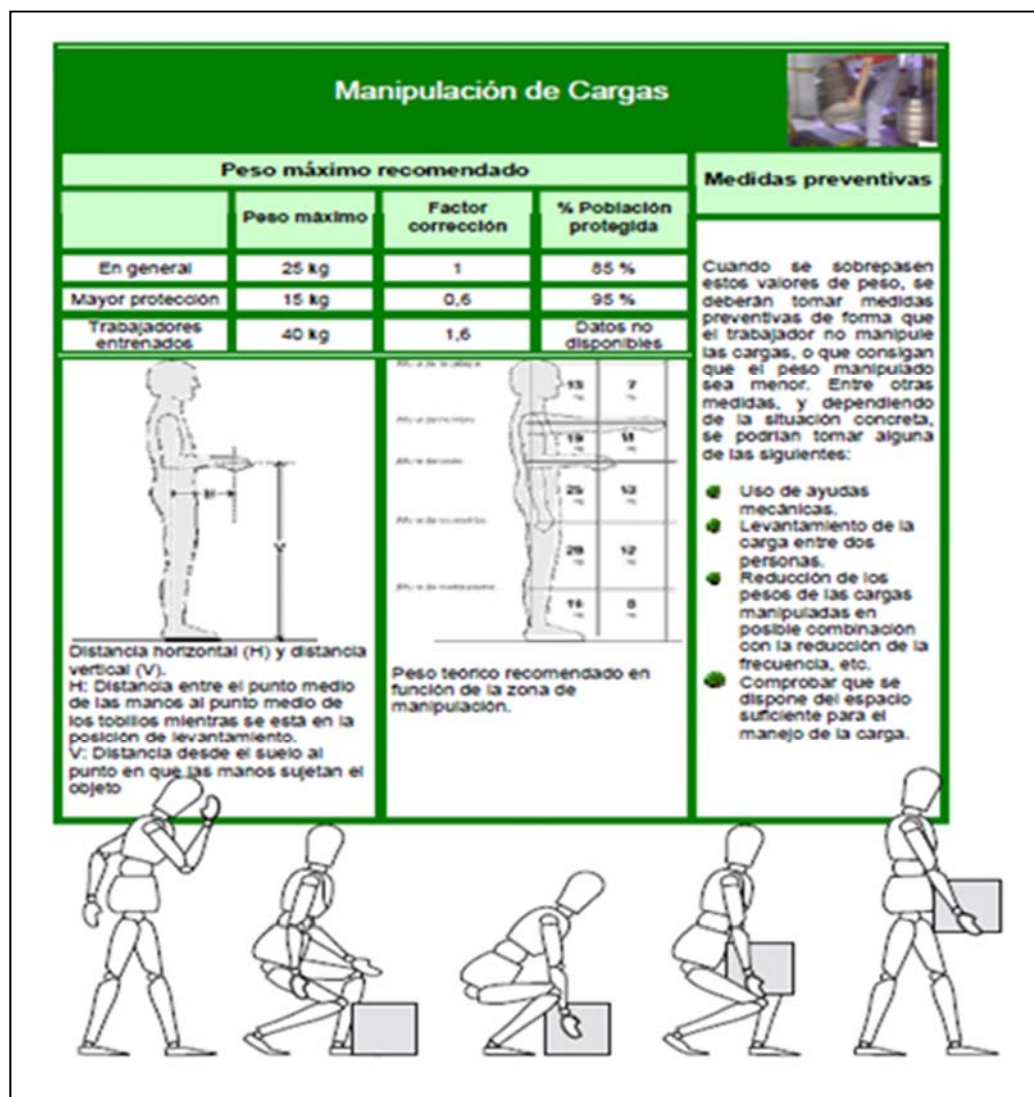 Manipulación de Cargas
Peso máximo recomendado
Peso máximo
Factor
corrección
% Población
protegida
En general
25 kg
1
85 %
Mayor protección
15 kg
0,6
95 %
Trabajadores
entrenados
40 kg
1,6
Datos no
disponibles
H
V
Distancia horizontal (H) y distancia
vertical (V).
H: Distancia entre el punto medio
de las manos al punto medio de
los tobillos mientras se está en la
posición de levantamiento.
V: Distancia desde el suelo al
punto en que las manos sujetan el
objeto
13
7
19
11
25
13
12
8
Peso teórico recomendado en
función de la zona de
manipulación.
Medidas preventivas
Cuando se sobrepasen
estos valores de peso, se
deberán tomar medidas
preventivas de forma que
el trabajador no manipule
las cargas, o que consigan
que el peso manipulado
sea menor. Entre otras
medidas, y dependiendo
de la situación concreta,
se podrían tomar alguna
de las siguientes:
Uso de ayudas
mecánicas.
Levantamiento de la
carga entre dos
personas.
Reducción de los
pesos de las cargas
manipuladas en
posible combinación
con la reducción de la
frecuencia, etc.
Comprobar que se
dispone del espacio
suficiente para el
manejo de la carga.